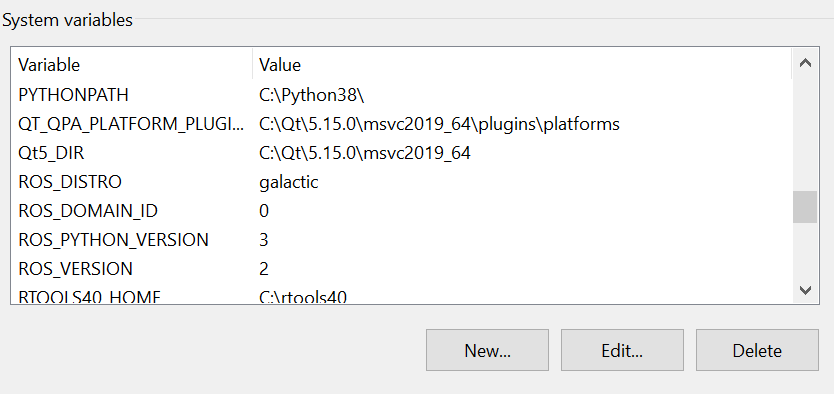 System variables
Variable Value
PYTHONPATH C:\Python38\
QT_QPA_PLATFORM_PLUGI... C:\Qt\5.15.0\msvc2019_64\plugins\platforms
Qt5_DIR C:\Qt\5.15.0\msvc2019_64
ROS_DISTRO galactic
ROS_DOMAIN_ID 0
ROS_PYTHON_VERSION 3
ROS_VERSION 2
RTOOLS40_HOME C:\rtools40
New... Edit... Delete